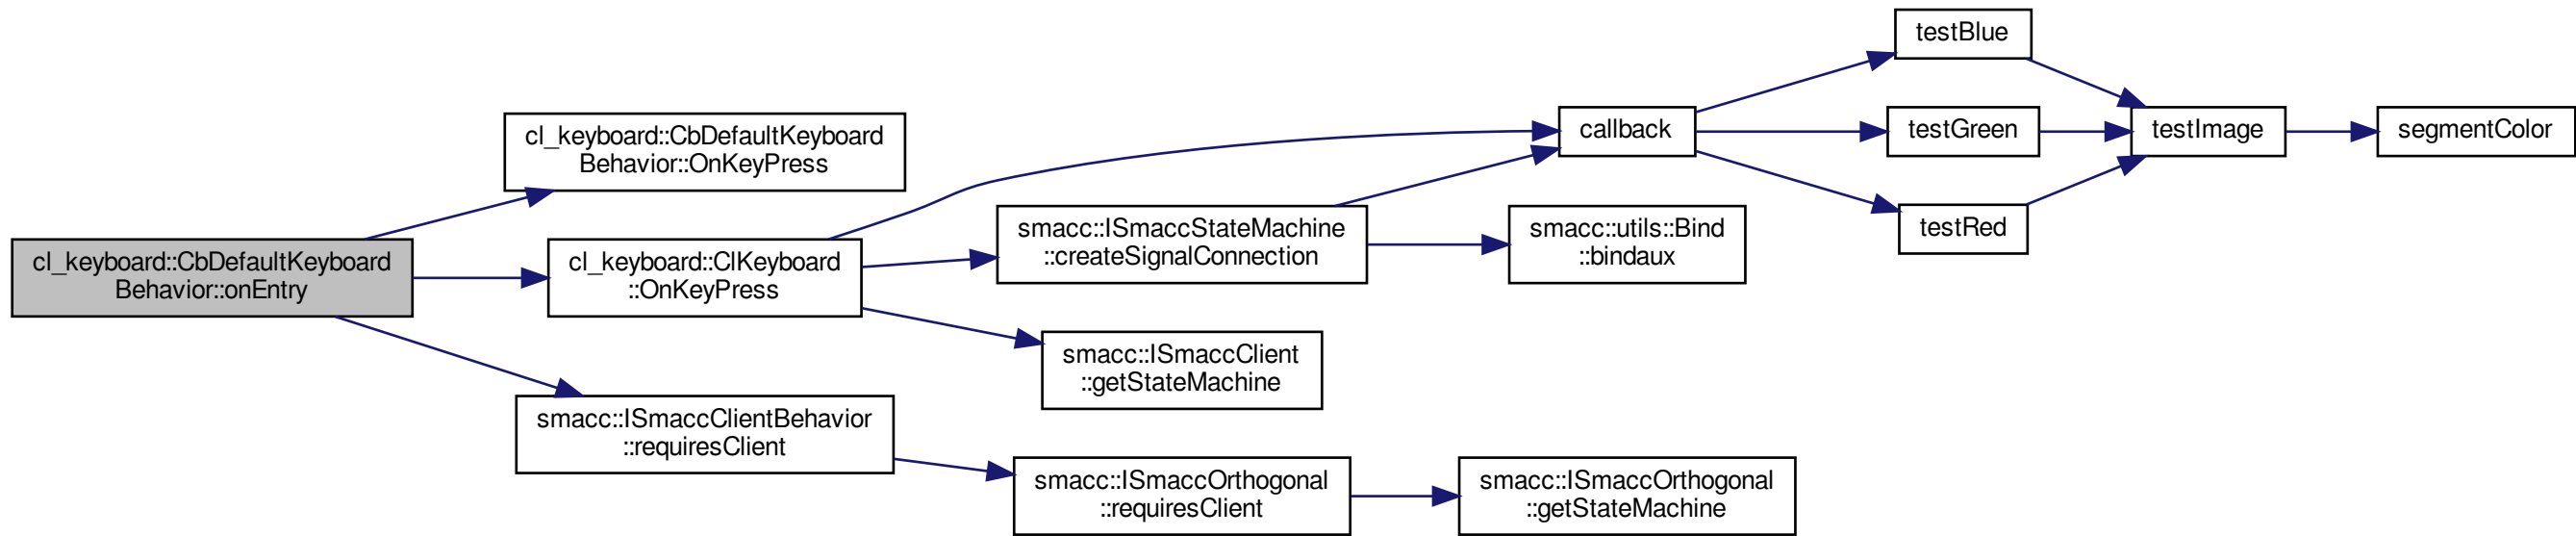 cl_keyboard::CbDefaultKeyboard
Behavior::onEntry
cl_keyboard::CbDefaultKeyboard
Behavior::OnKeyPress
cl_keyboard::ClKeyboard
::OnKeyPress
smacc::ISmaccClientBehavior
::requiresClient
smacc::ISmaccStateMachine
::createSignalConnection
smacc::ISmaccClient
::getStateMachine
smacc::ISmaccOrthogonal
::requiresClient
callback
smacc::utils::Bind
::bindaux
smacc::ISmaccOrthogonal
::getStateMachine
testBlue
testGreen
testRed
testImage
segmentColor